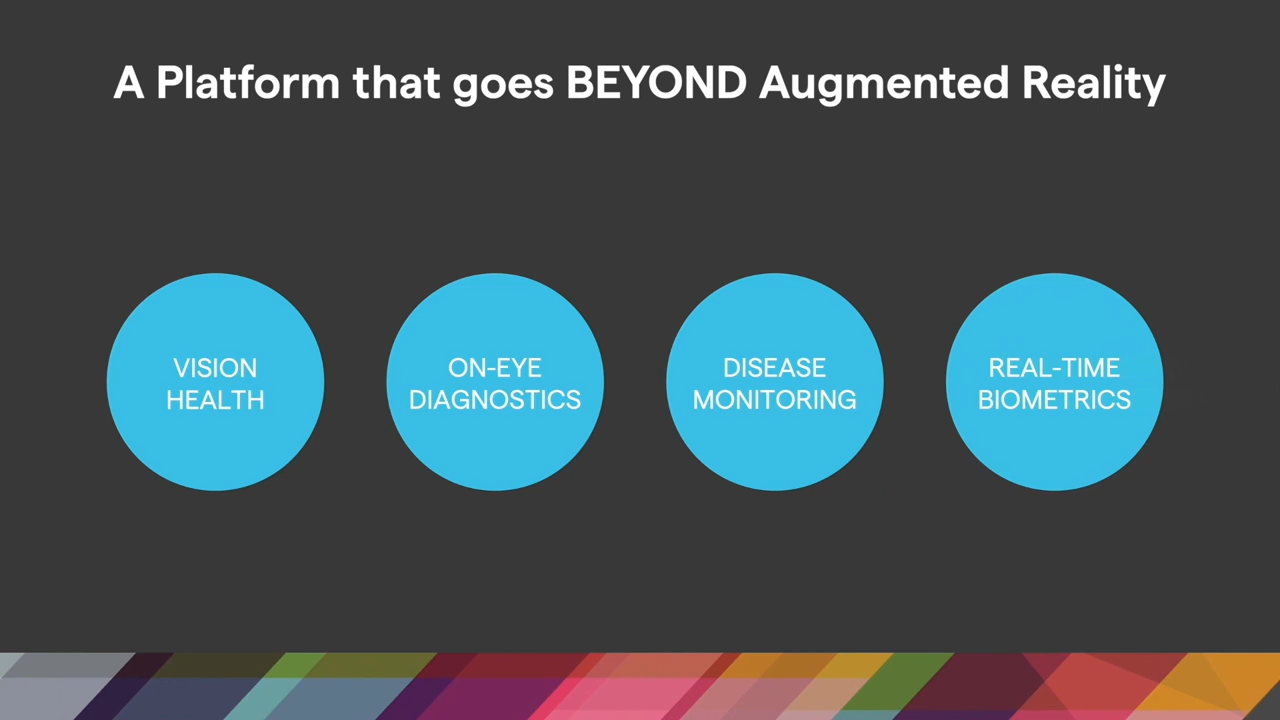 A Platform that goes BEYOND Augmented Reality
VISION
HEALTH
ON-EYE
DIAGNOSTICS
DISEASE
MONITORING
REAL-TIME
BIOMETRICS